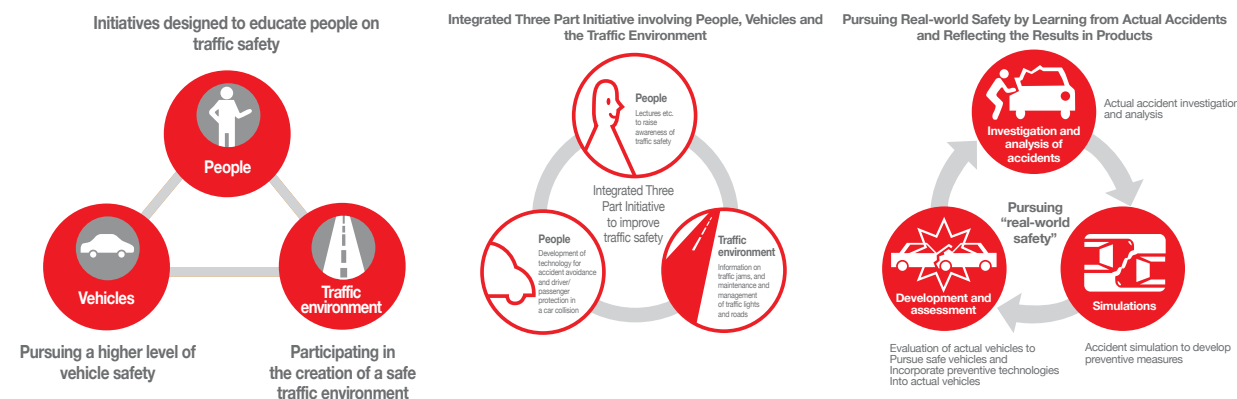 Initiatives designed to educate people on
traffic safety
People
Vehicles
Traffic
environment
Pursuing a higher level of
vehicle safety
Participating in
the creation of a safe
traffic environment
Integrated Three Part Initiative involving People, Vehicles and
the Traffic Environment
People
Lectures etc.
to raise
awareness of
traffic safety
Integrated Three
Part Initiative
to improve
traffic safety
People
Development of
technology for
accident avoidance
and driver/
passenger
protection in
a car collision
Traffic
environment
Information on
traffic jams, and
maintenance and
management
of traffic lights
and roads
Pursuing Real-world Safety by Learning from Actual Accidents
and Reflecting the Results in Products
Investigation and
analysis of
accidents
Actual accident investigation
and analysis
Pursuing
“real-world
safety”
Development and
assessment
Simulations
Evaluation of actual vehicles to
Pursue safe vehicles and
Incorporate preventive technologies
Into actual vehicles
Accident simulation to develop
preventive measures